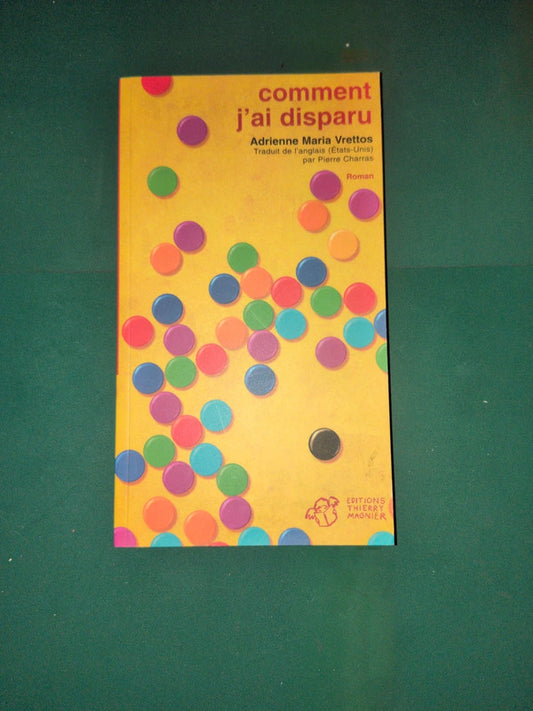 comment
j'ai disparu
Adrienne Maria Vrettos
Traduit de l'anglais (États-Unis)
par Pierre Charras
Roman
EDITIONS
THIERRY
MAGNIER